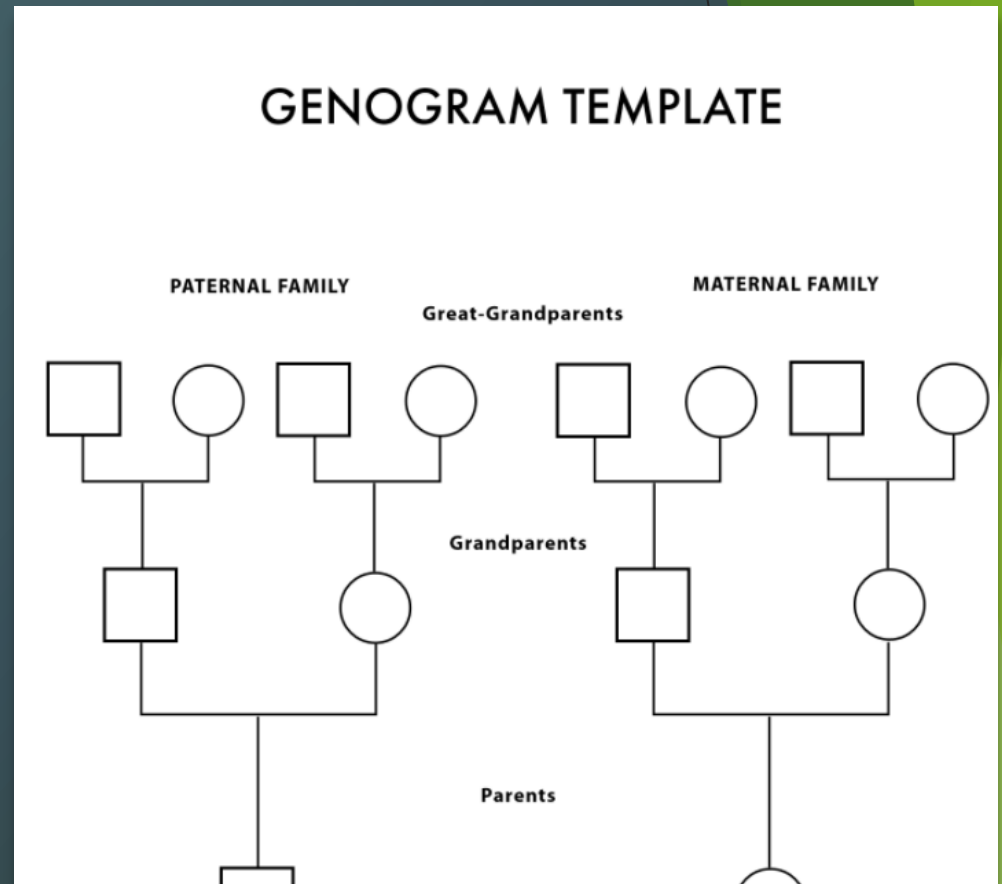 GENOGRAM TEMPLATE
PATERNAL FAMILY
MATERNAL FAMILY
Great-Grandparents
Grandparents
Parents